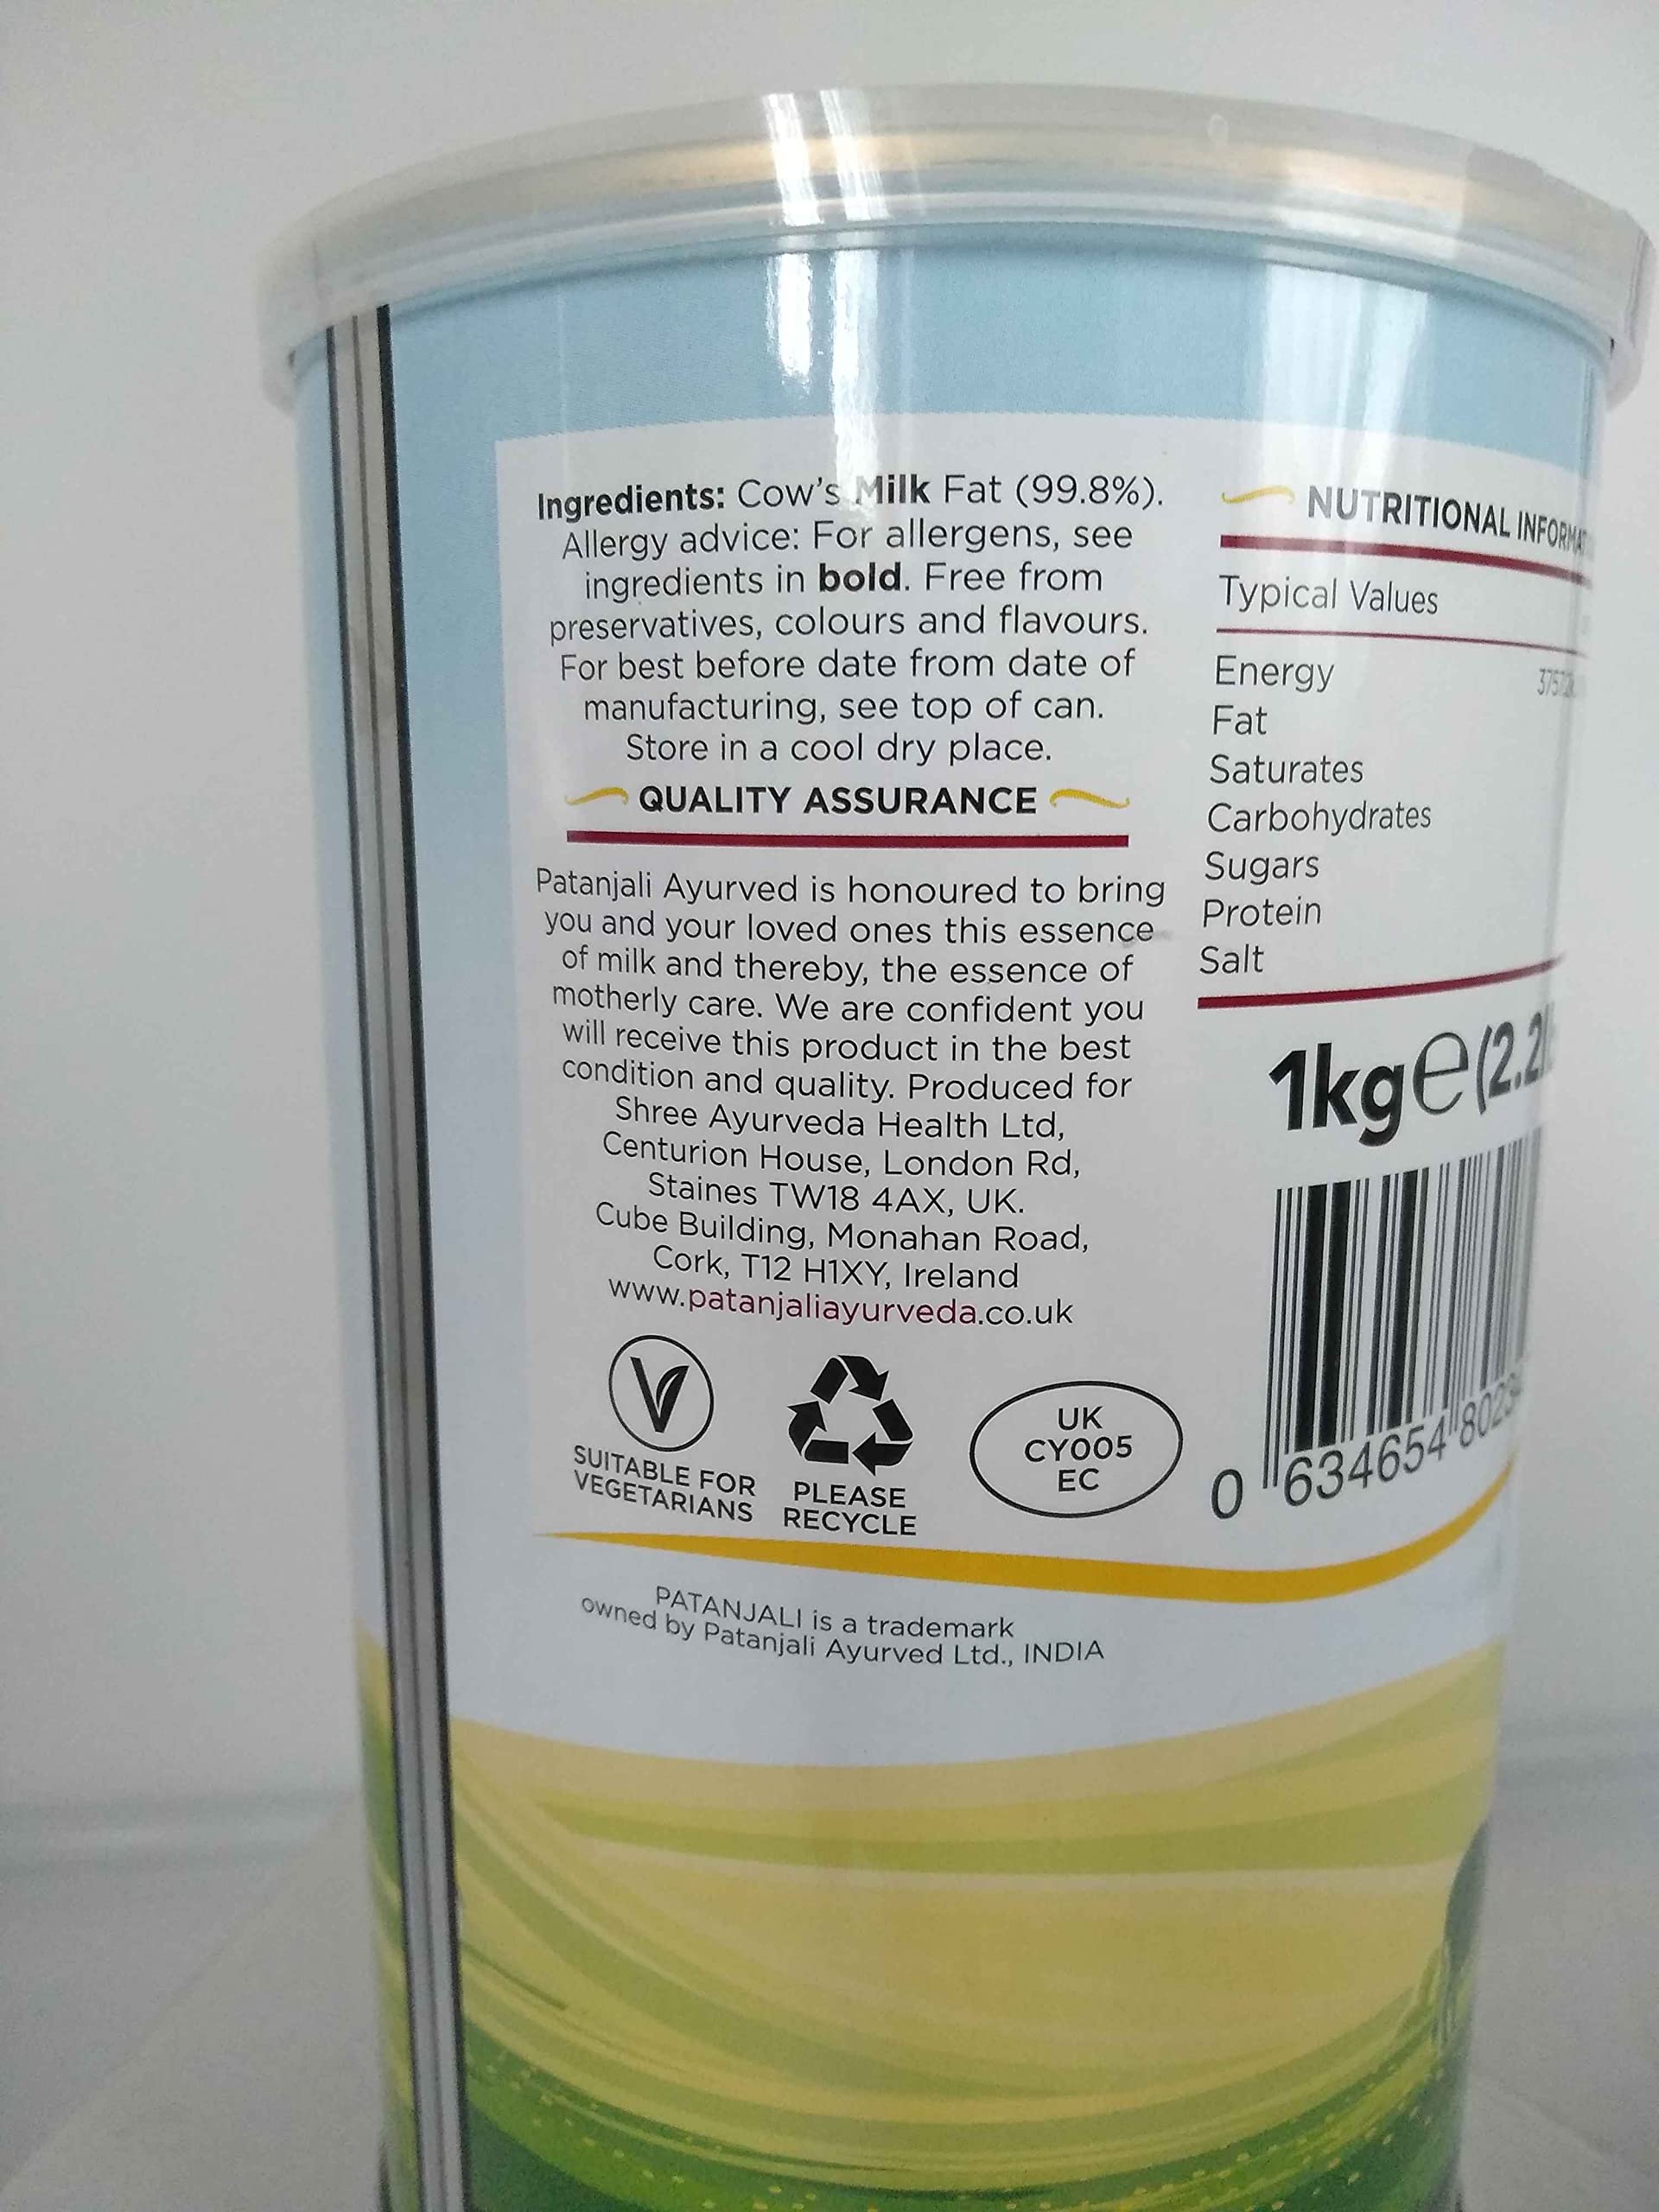 Ingredients: Cow's Milk Fat (99.8%).
Allergy advice: For allergens, see
ingredients in bold. Free from
preservatives, colours and flavours.
For best before date from date of
manufacturing, see top of can.
Store in a cool dry place.
QUALITY ASSURANCE
Patanjali Ayurved is honoured to bring
you and your loved ones this essence
of milk and thereby, the essence of
motherly care. We are confident you
will receive this product in the best
condition and quality. Produced for
Shree Ayurveda Health Ltd,
Centurion House, London Rd,
Staines TW18 4AX, UK.
Cube Building, Monahan Road,
Cork, T12 H1XY, Ireland
www.patanjaliayurveda.co.uk
SUITABLE FOR
VEGETARIANS
PLEASE
RECYCLE
UK
CY005
EC
PATANJALI is a trademark
owned by Patanjali Ayurved Ltd., INDIA
NUTRITIONAL
Typical Values
Energy
Fat
Saturates
Carbohydrates
Sugars
Protein
Salt
1kg e
0 634654